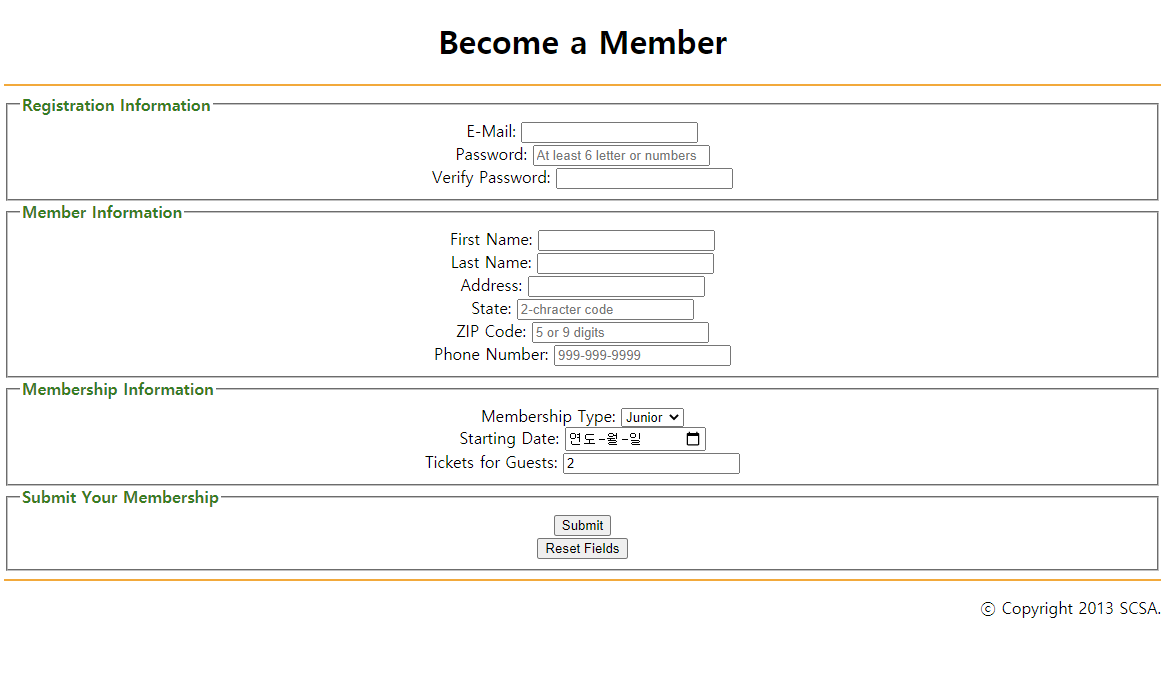 Become a Member
Registration Information
E-Mail:
Password: At least 6 letter or numbers
Verify Password:
Member Information
First Name:
Last Name:
Address:
State: 2-chracter code
ZIP Code: 5 or 9 digits
Phone Number: 999-999-9999
Membership Information
Membership Type: Junior
Starting Date: 연도-월-일
Tickets for Guests: 2
Submit Your Membership
Submit
Reset Fields
ⓒ Copyright 2013 SCSA.